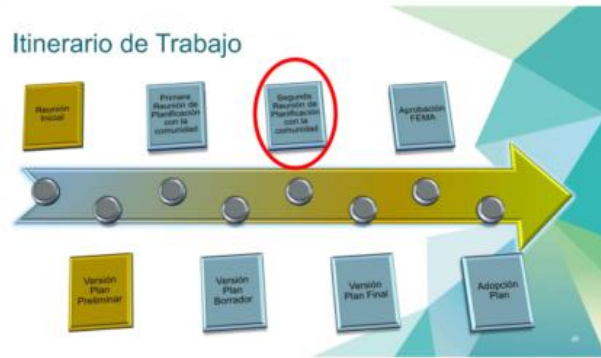 Itinerario de Trabajo
Reunión
Inicial
Primera
Reunión de
Planificación
con la
comunidad
Segunda
Reunión de
Planificación
con la
comunidad
Aprobación
FEMA
Versión
Plan
Preliminar
Versión
Plan
Borrador
Versión
Plan Final
Adopción
Plan